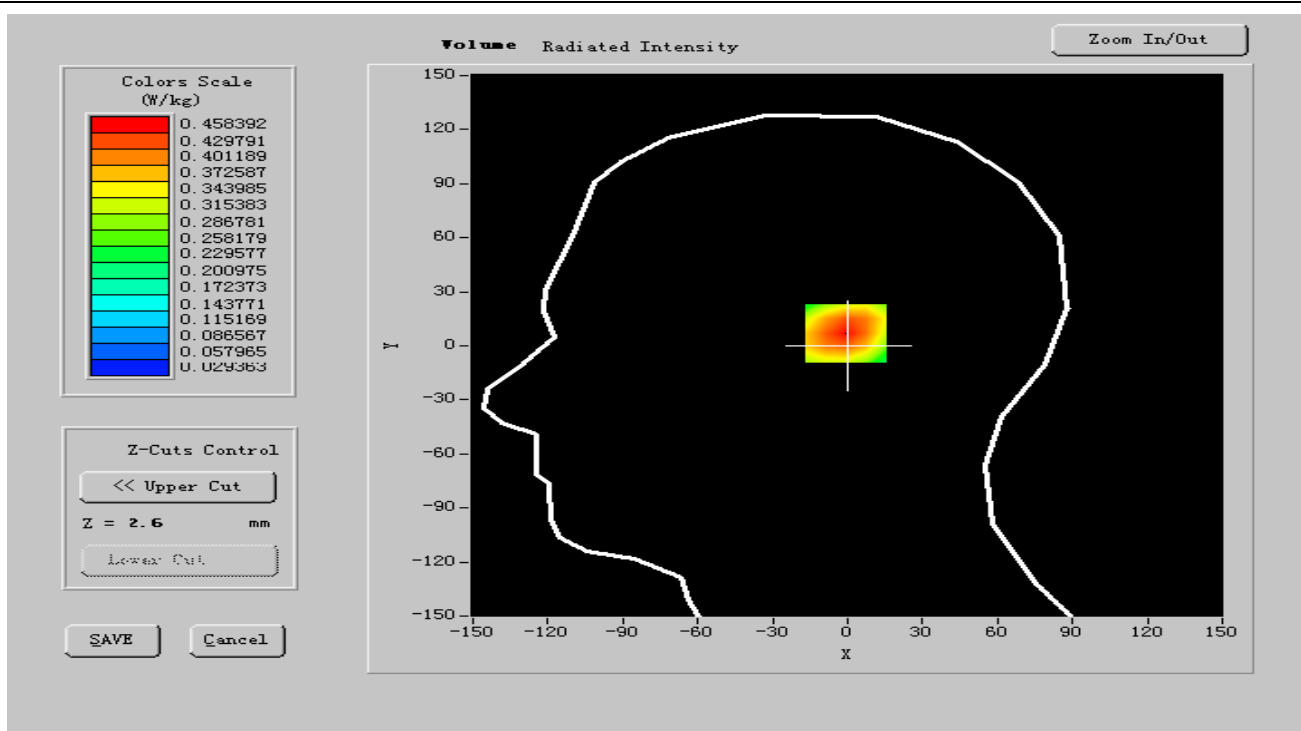 Volume Radiated Intensity
Zoom In/Out
Colors Scale
(W/kg)
0.458392
0.429791
0.401189
0.372587
0.343985
0.315383
0.286781
0.258179
0.229577
0.200975
0.172373
0.143771
0.115169
0.086567
0.057965
0.029363
Z-Cuts Control
<< Upper Cut
Z = 2.6 mm
Lower Cut
SAVE
Cancel
150
120
90
60
30
0
-30
-60
-90
-120
-150
Y
-150 -120 -90 -60 -30 0 30 60 90 120 150
X